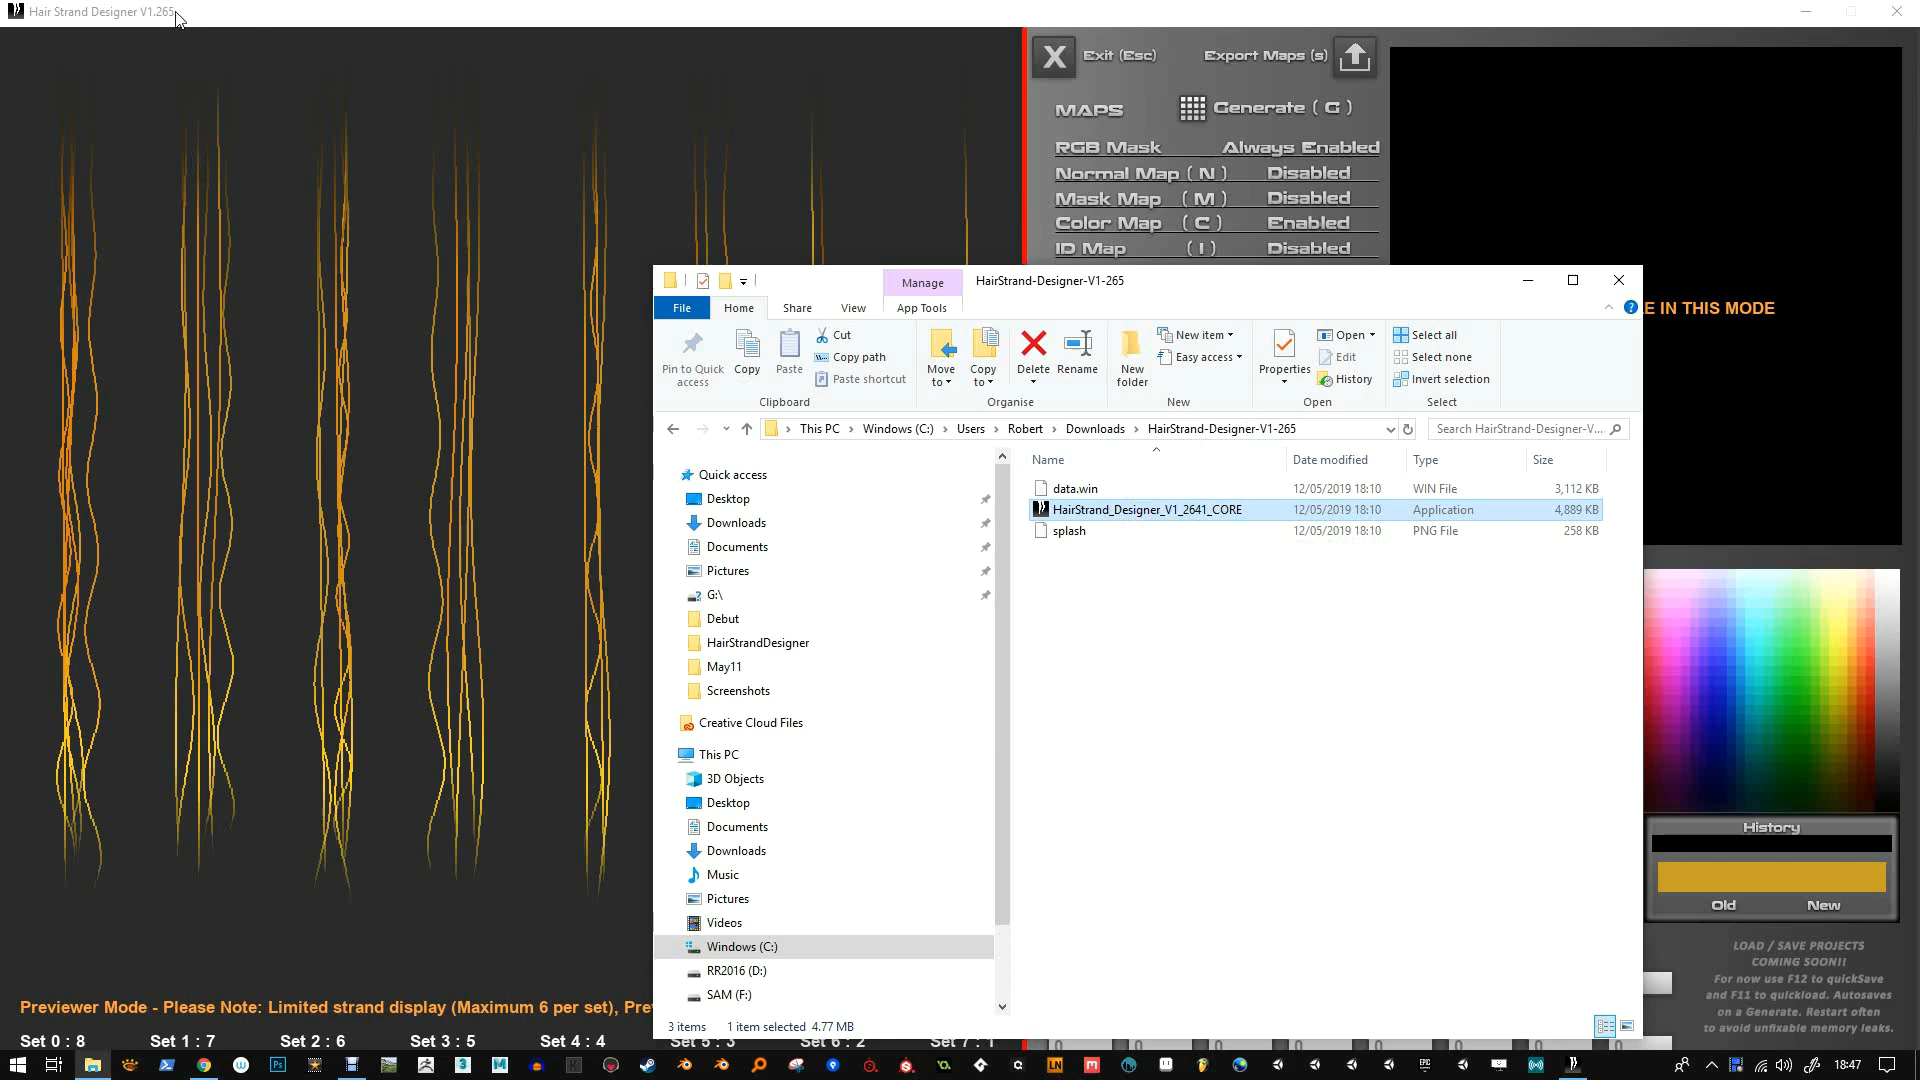 Hair Strand Designer V1.265
X Exit (Esc) Export Maps (s)
MAPS Generate ( G )
RGB Mask Always Enabled
Normal Map ( N ) Disabled
Mask Map ( M ) Disabled
Color Map ( C ) Enabled
ID Map ( I ) Disabled
E IN THIS MODE
Manage HairStrand-Designer-V1-265
File Home Share View App Tools
Pin to Quick access
Copy
Paste
Cut
Copy path
Paste shortcut
Clipboard
Move to
Copy to
Delete
Rename
Organise
New folder
New item
Easy access
New
Properties
Open
Edit
History
Open
Select all
Select none
Invert selection
Select
This PC Windows (C:) Users Robert Downloads HairStrand-Designer-V1-265
Search HairStrand-Designer-V...
Name Date modified Type Size
data.win 12/05/2019 18:10 WIN File 3,112 KB
HairStrand_Designer_V1_2641_CORE 12/05/2019 18:10 Application 4,889 KB
splash 12/05/2019 18:10 PNG File 258 KB
Quick access
Desktop
Downloads
Documents
Pictures
G:\
Debut
HairStrandDesigner
May11
Screenshots
Creative Cloud Files
This PC
3D Objects
Desktop
Documents
Downloads
Music
Pictures
Videos
Windows (C:)
RR2016 (D:)
SAM (F:)
3 items 1 item selected 4.77 MB
History
Old New
LOAD / SAVE PROJECTS
COMING SOON!!
For now use F12 to quickSave
and F11 to quickload. Autosaves
on a Generate. Restart often
to avoid unfixable memory leaks.
Previewer Mode - Please Note: Limited strand display (Maximum 6 per set), Pre
Set 0 : 8 Set 1 : 7 Set 2 : 6 Set 3 : 5 Set 4 : 4 Set 5 : 3 Set 6 : 2 Set 7 : 1
18:47